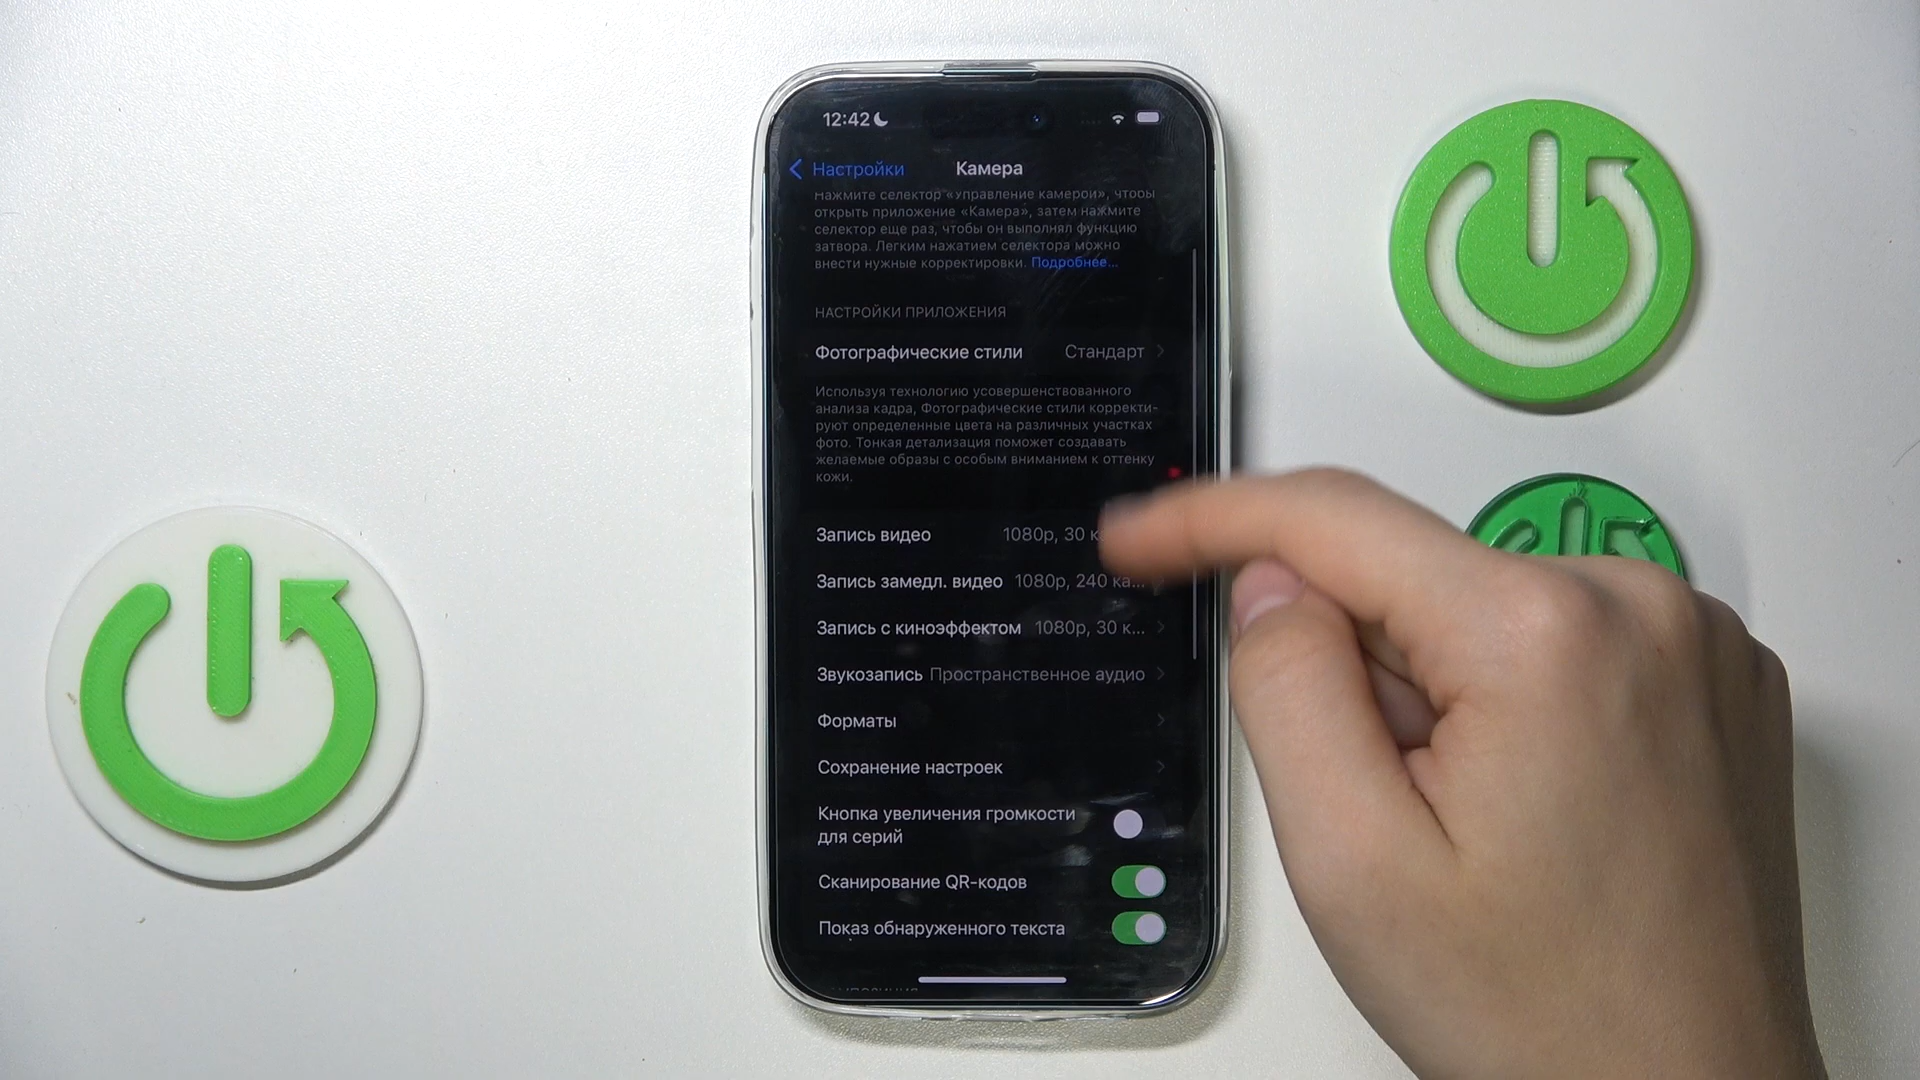 12:42
Настройки
Камера
Нажмите селектор «Управление камерой», чтобы
открыть приложение «Камера», затем нажмите
селектор еще раз, чтобы он выполнял функцию
затвора. Легким нажатием селектора можно
внести нужные корректировки. Подробнее...
НАСТРОЙКИ ПРИЛОЖЕНИЯ
Фотографические стили Стандарт
Используя технологию усовершенствованного
анализа кадра, Фотографические стили корректи-
руют определенные цвета на различных участках
фото. Тонкая детализация поможет создавать
желаемые образы с особым вниманием к оттенку
кожи.
Запись видео 1080p, 30
Запись замедл. видео 1080p, 240 ка...
Запись с киноэффектом 1080p, 30 к...
Звукозапись Пространственное аудио
Форматы
Сохранение настроек
Кнопка увеличения громкости
для серий
Сканирование QR-кодов
Показ обнаруженного текста